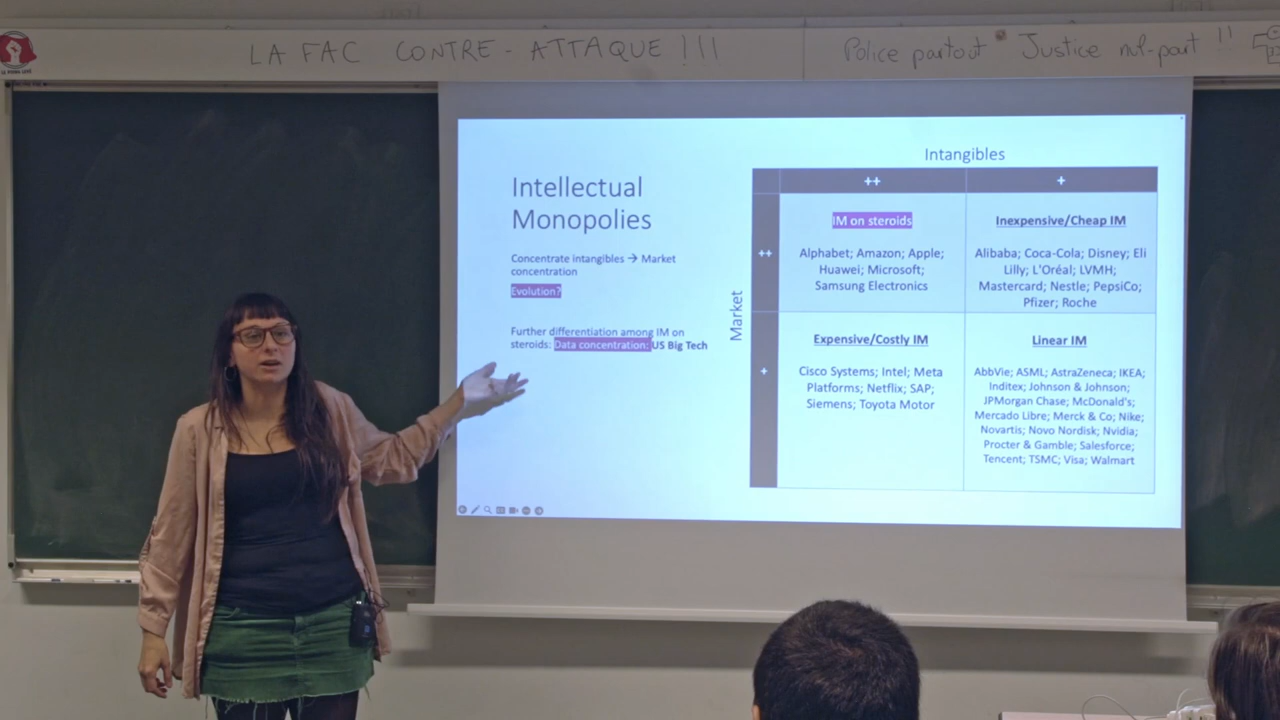 LA FAC CONTRE-ATTAQUE !!!
Police partout Justice nul-part !!
Intellectual
Monopolies
Concentrate intangibles → Market
concentration
Evolution?
Further differentiation among IM on
steroids: Data concentration: US Big Tech
Intangibles
++
+
Market
++
IM on steroids
Alphabet; Amazon; Apple;
Huawei; Microsoft;
Samsung Electronics
Inexpensive/Cheap IM
Alibaba; Coca-Cola; Disney; Eli
Lilly; L'Oréal; LVMH;
Mastercard; Nestle; PepsiCo;
Pfizer; Roche
+
Expensive/Costly IM
Cisco Systems; Intel; Meta
Platforms; Netflix; SAP;
Siemens; Toyota Motor
Linear IM
AbbVie; ASML; AstraZeneca; IKEA;
Inditex; Johnson & Johnson;
JPMorgan Chase; McDonald's;
Mercado Libre; Merck & Co; Nike;
Novartis; Novo Nordisk; Nvidia;
Procter & Gamble; Salesforce;
Tencent; TSMC; Visa; Walmart